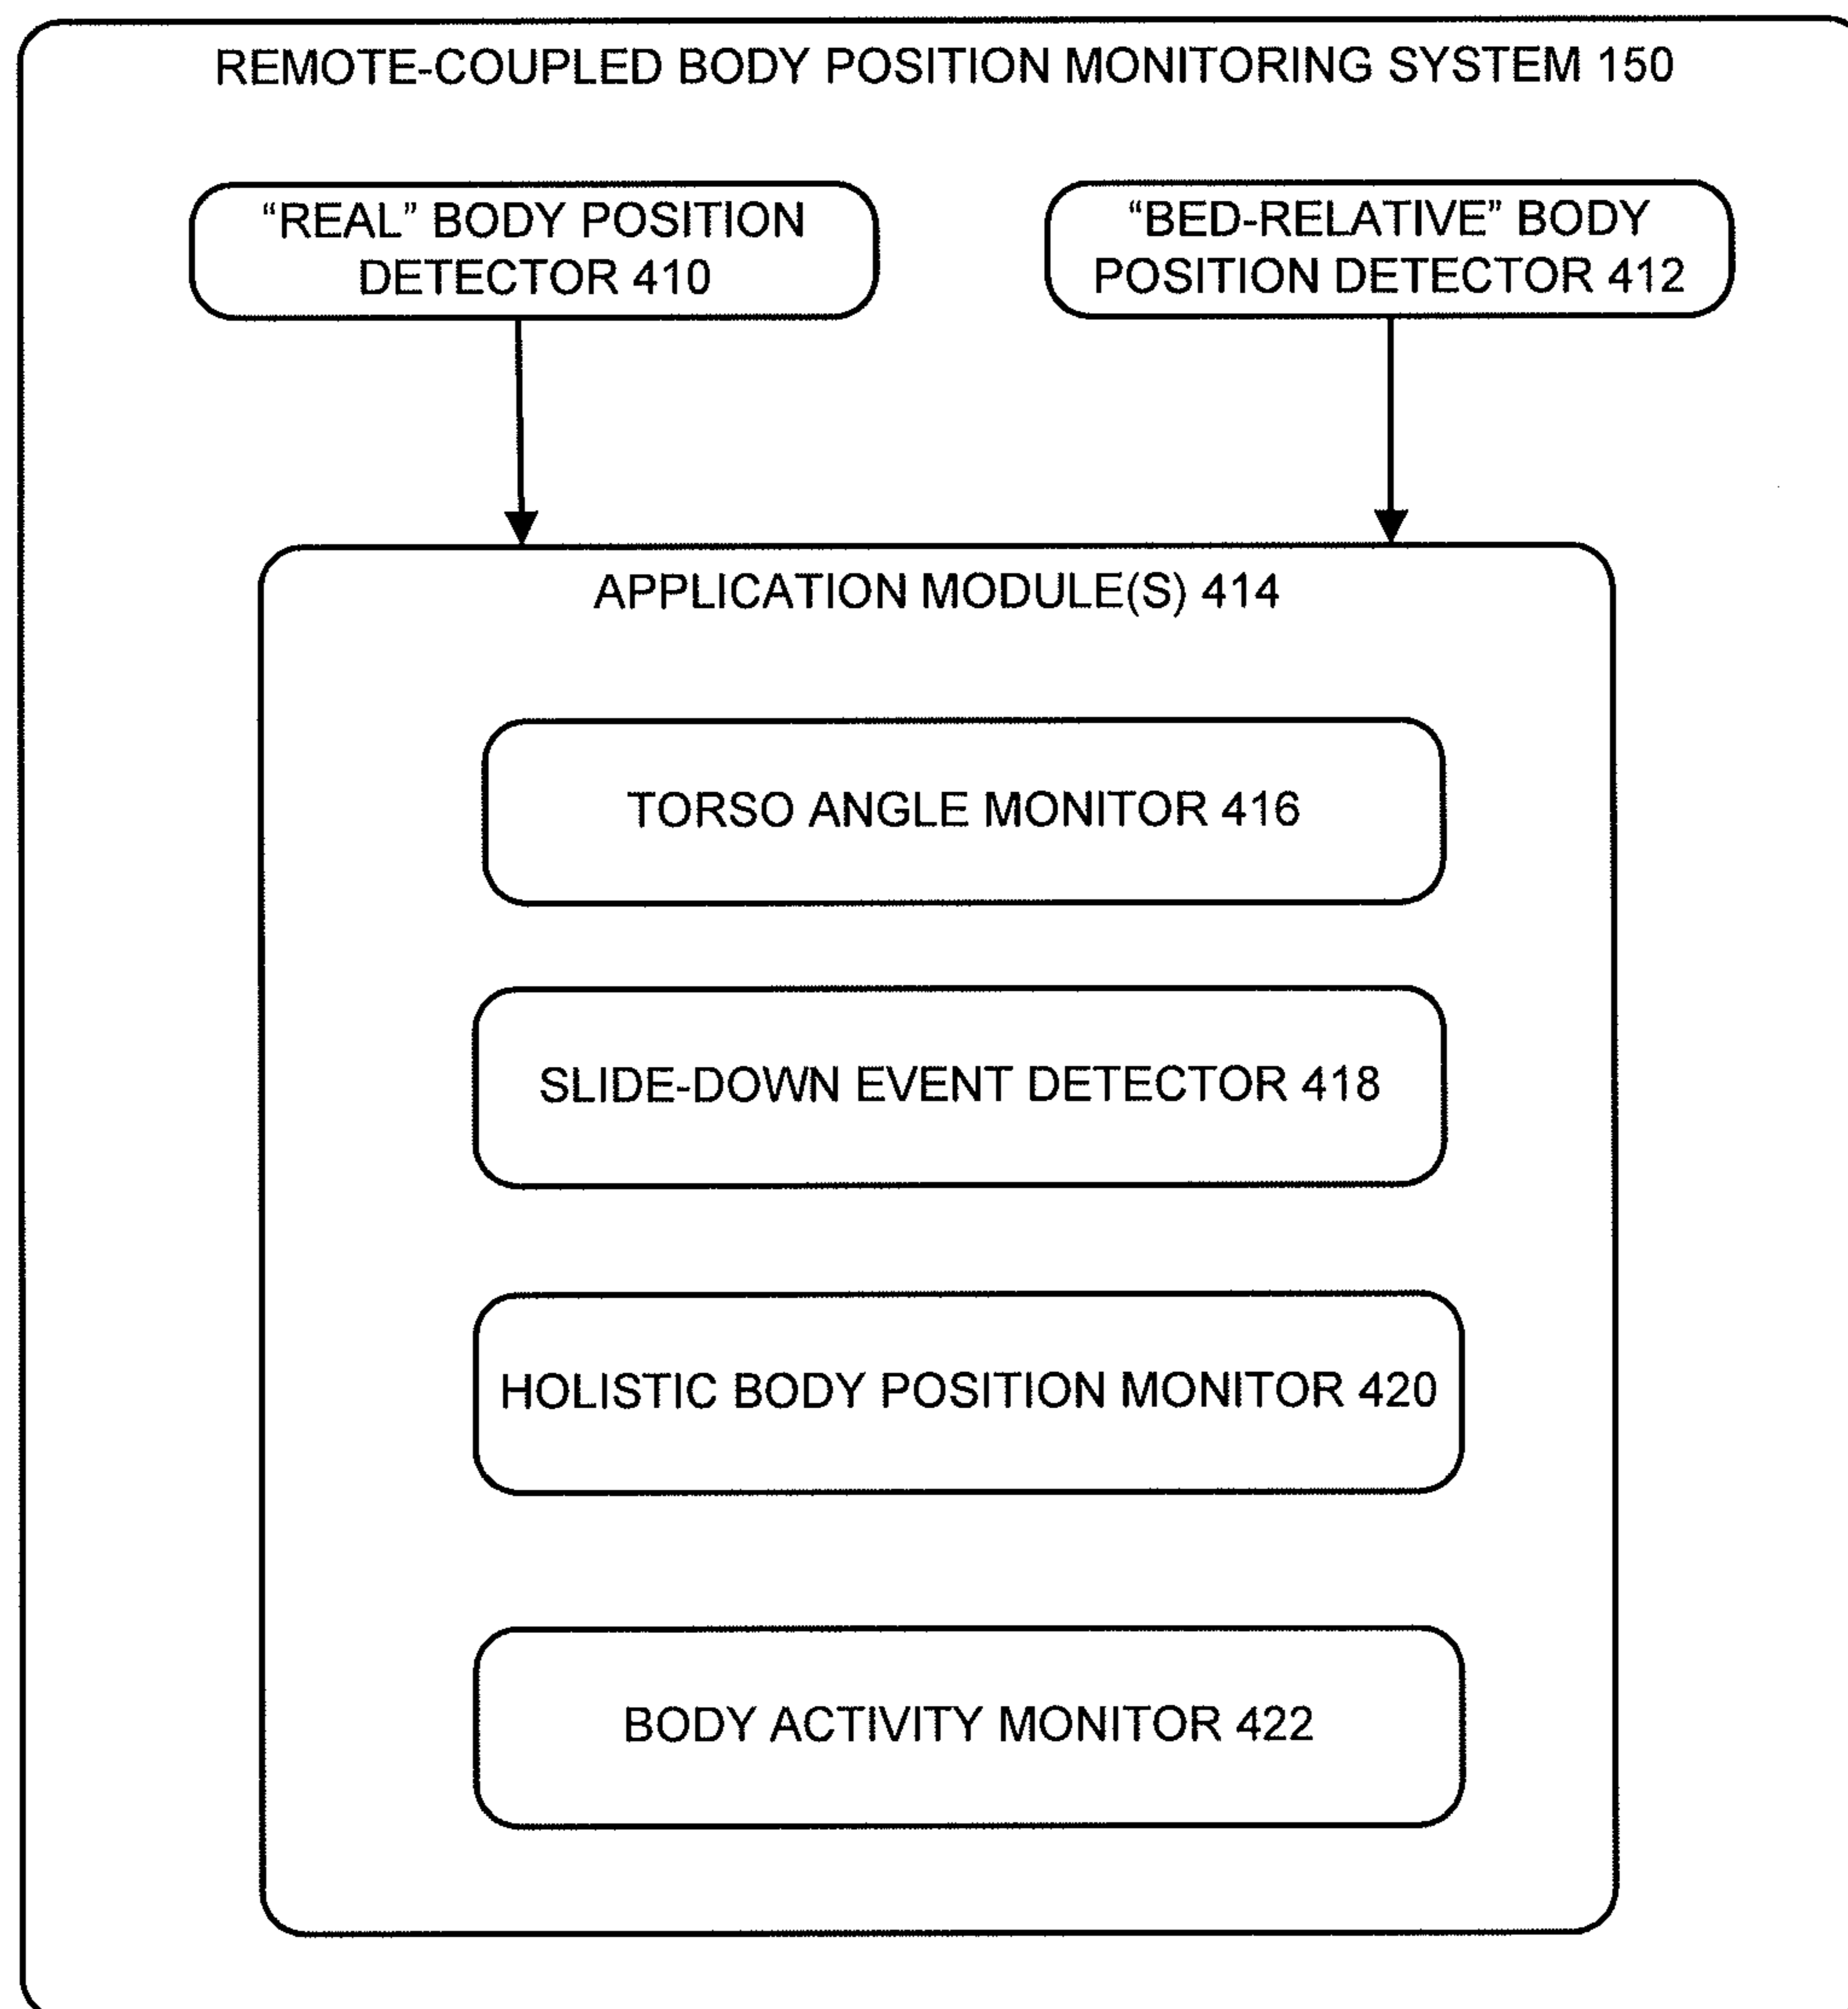 REMOTE-COUPLED BODY POSITION MONITORING SYSTEM 150
“REAL” BODY POSITION
DETECTOR 410
“BED-RELATIVE” BODY
POSITION DETECTOR 412
APPLICATION MODULE(S) 414
TORSO ANGLE MONITOR 416
SLIDE-DOWN EVENT DETECTOR 418
HOLISTIC BODY POSITION MONITOR 420
BODY ACTIVITY MONITOR 422